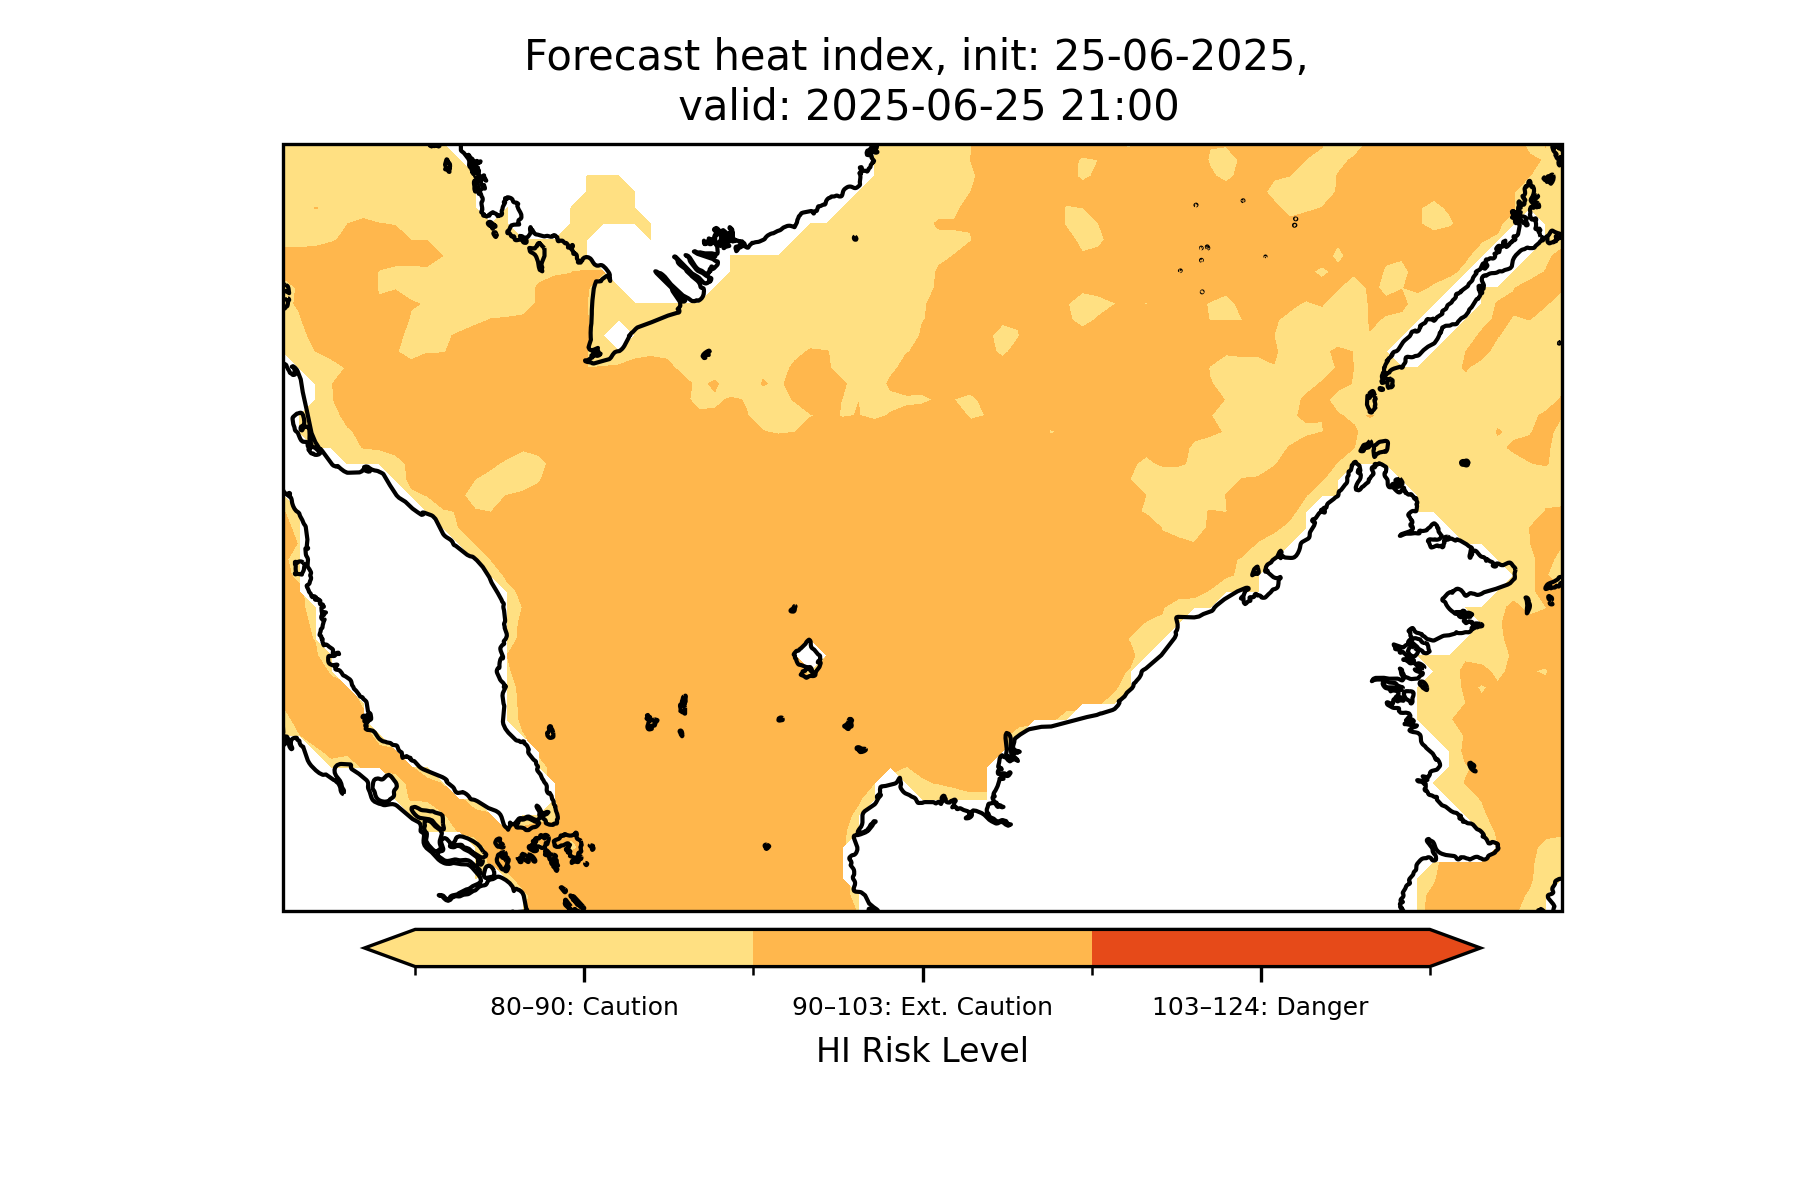 Forecast heat index, init: 25-06-2025,
valid: 2025-06-25 21:00
80–90: Caution
90–103: Ext. Caution
103–124: Danger
HI Risk Level